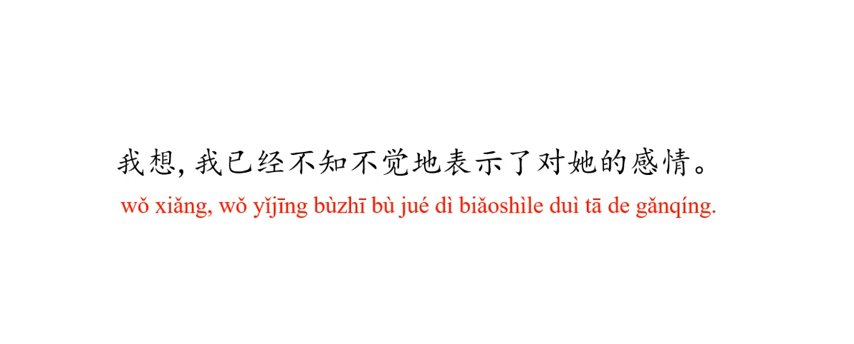 我想,我已经不知不觉地表示了对她的感情。
wǒ xiǎng, wǒ yǐjīng bùzhī bù jué dì biǎoshìle duì tā de gǎnqíng.